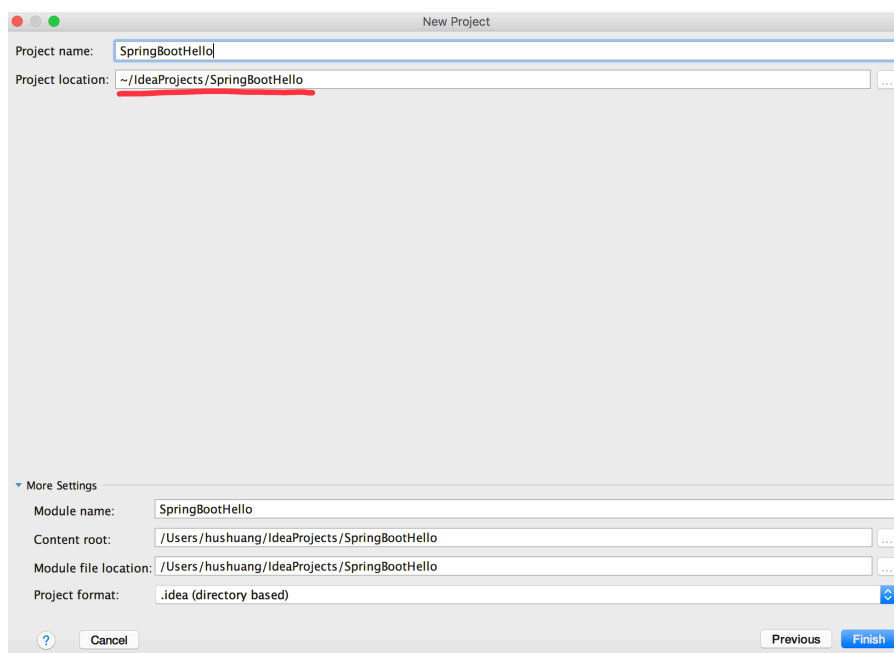 New Project
Project name: SpringBootHello
Project location: ~/IdeaProjects/SpringBootHello ...
More Settings
Module name: SpringBootHello
Content root: /Users/hushuang/IdeaProjects/SpringBootHello ...
Module file location: /Users/hushuang/IdeaProjects/SpringBootHello ...
Project format: .idea (directory based)
? Cancel Previous Finish